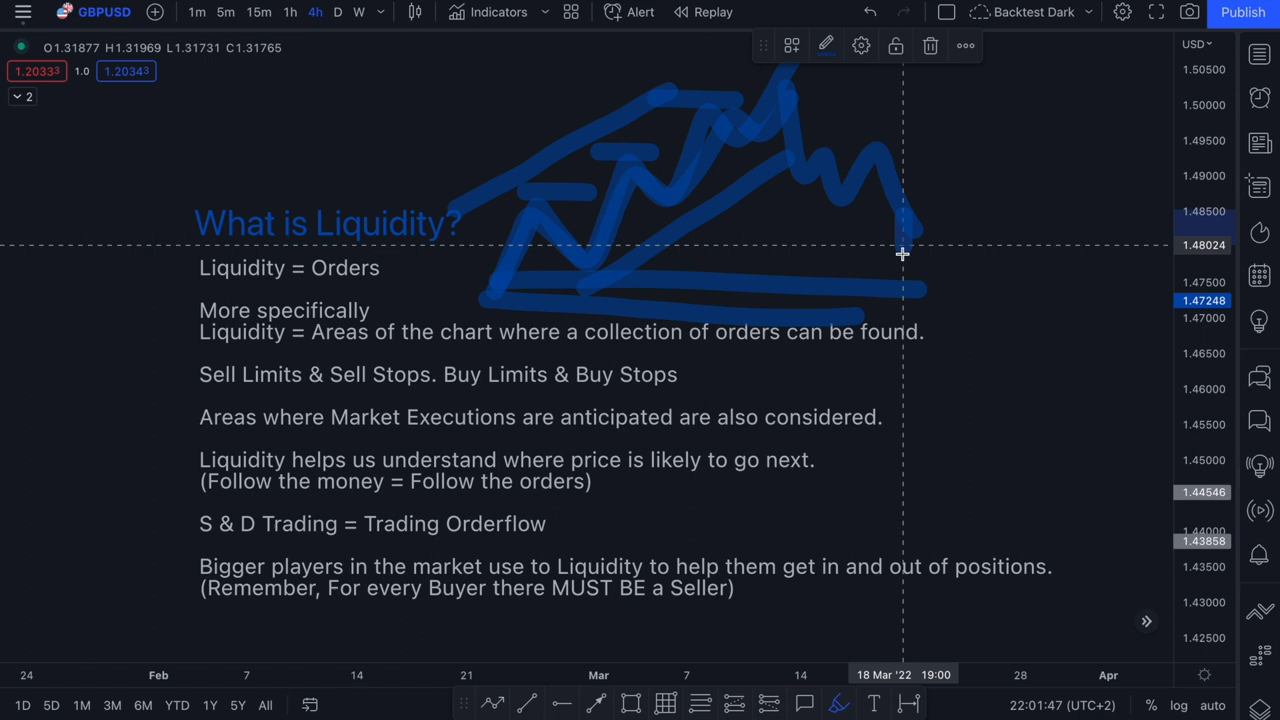 GBPUSD 1m 5m 15m 1h 4h D W Indicators Alert Replay Backtest Dark Publish
O1.31877 H1.31969 L1.31731 C1.31765
1.20333 1.0 1.20343
2
USD
1.50500
1.50000
1.49500
1.49000
1.48500
1.48024
1.47500
1.47248
1.47000
1.46500
1.46000
1.45500
1.45000
1.44546
1.44000
1.43858
1.43500
1.43000
1.42500
What is Liquidity?
Liquidity = Orders
More specifically
Liquidity = Areas of the chart where a collection of orders can be found.
Sell Limits & Sell Stops. Buy Limits & Buy Stops
Areas where Market Executions are anticipated are also considered.
Liquidity helps us understand where price is likely to go next.
(Follow the money = Follow the orders)
S & D Trading = Trading Orderflow
Bigger players in the market use to Liquidity to help them get in and out of positions.
(Remember, For every Buyer there MUST BE a Seller)
24 Feb 7 14 21 Mar 7 14 18 Mar '22 19:00 28 Apr
1D 5D 1M 3M 6M YTD 1Y 5Y All 22:01:47 (UTC+2) % log auto